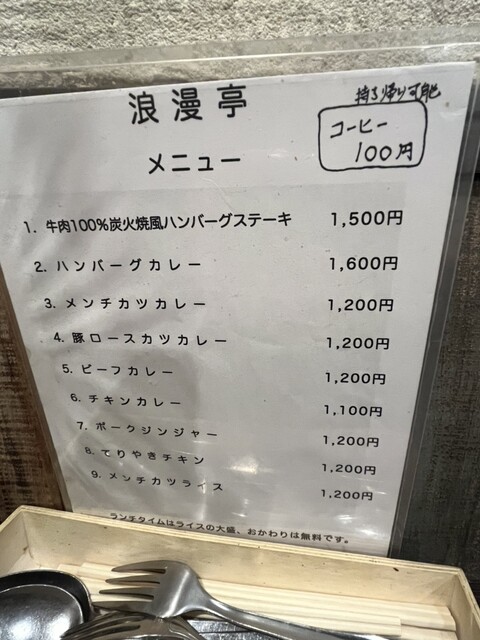 浪漫亭
持ち帰り可能
コーヒー
100円
メニュー
1. 牛肉100%炭火焼風ハンバーグステーキ 1,500円
2. ハンバーグカレー 1,600円
3. メンチカツカレー 1,200円
4. 豚ロースカツカレー 1,200円
5. ビーフカレー 1,200円
6. チキンカレー 1,100円
7. ポークジンジャー 1,200円
8. てりやきチキン 1,200円
9. メンチカツライス 1,200円
ランチタイムはライスの大盛、おかわりは無料です。